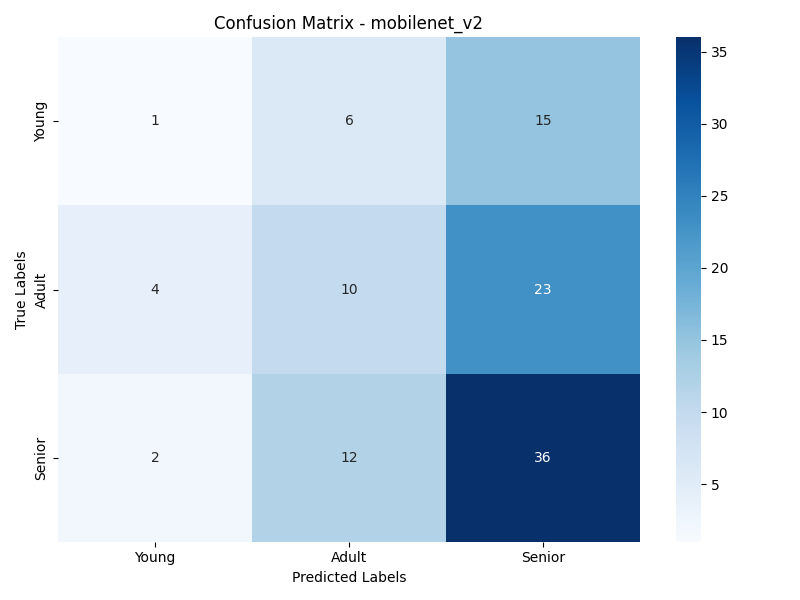 Confusion Matrix - mobilenet_v2
True Labels
Young
Adult
Senior
1 6 15
4 10 23
2 12 36
Young Adult Senior
Predicted Labels
35
30
25
20
15
10
5